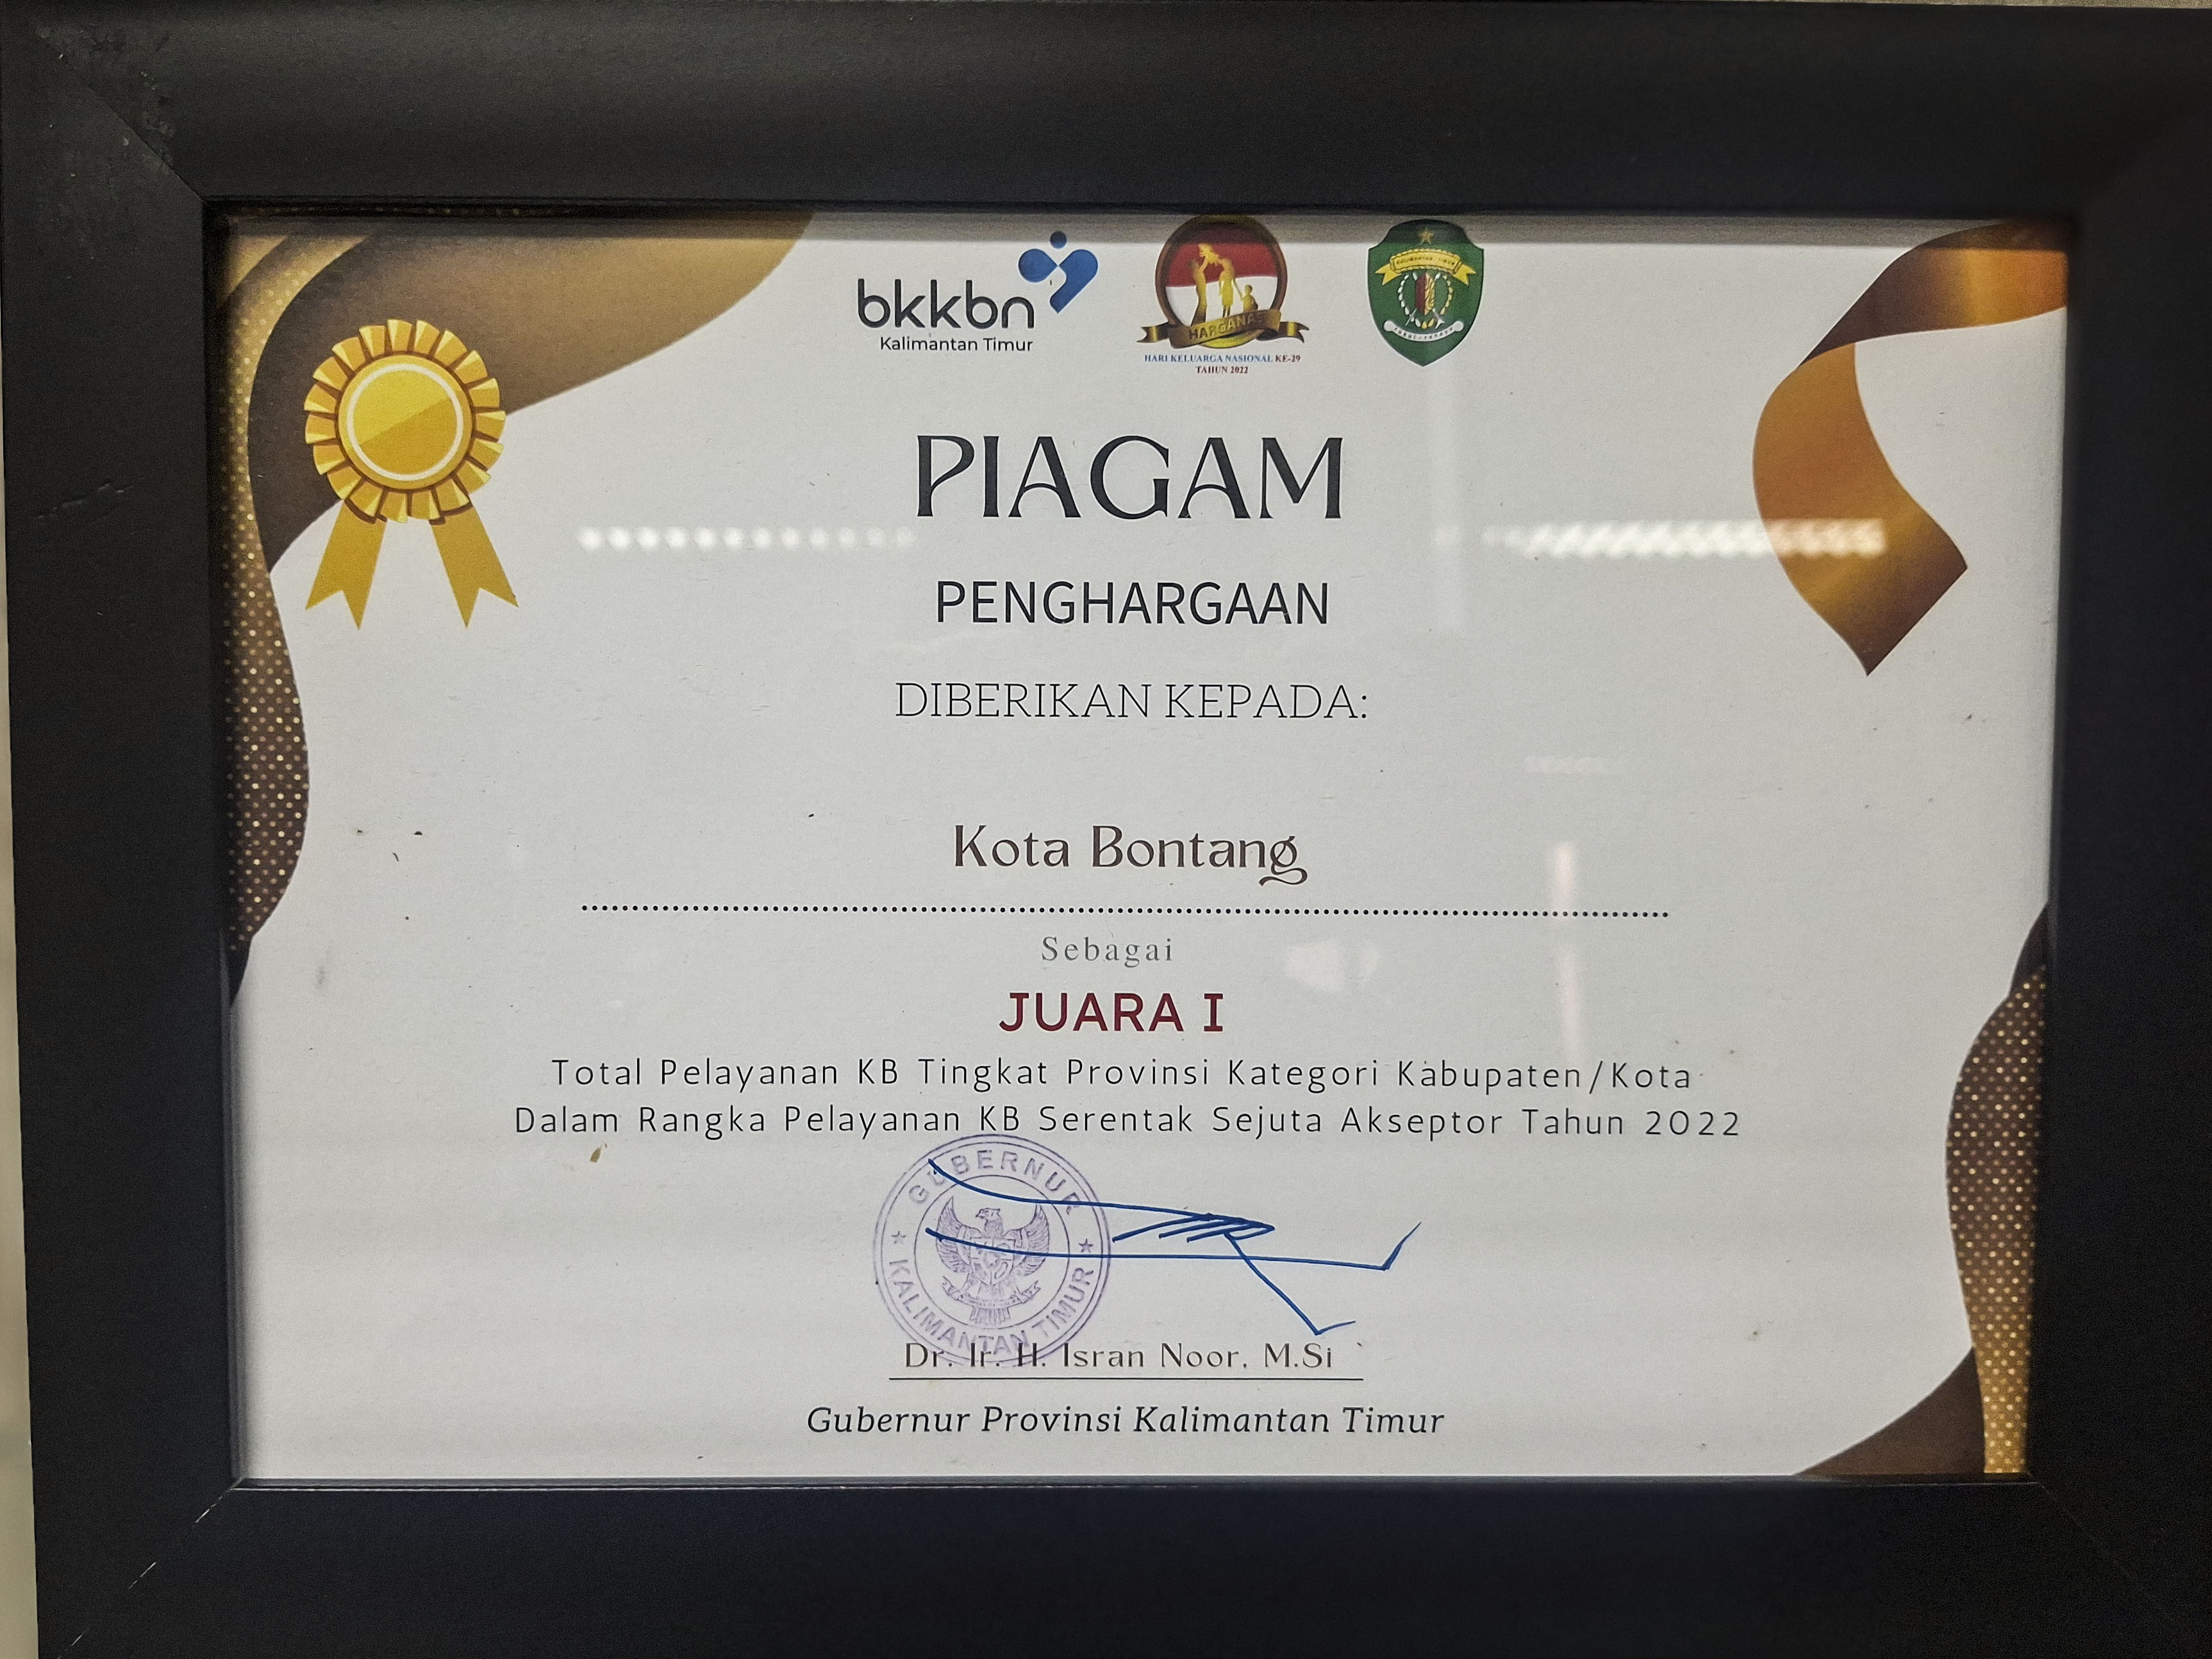 bkkbn
Kalimantan Timur
HARGANAS
HARI KELUARGA NASIONAL KE-29
TAHUN 2022
KALIMANTAN TIMUR
PIAGAM
PENGHARGAAN
DIBERIKAN KEPADA:
Kota Bontang
Sebagai
JUARA I
Total Pelayanan KB Tingkat Provinsi Kategori Kabupaten/Kota
Dalam Rangka Pelayanan KB Serentak Sejuta Akseptor Tahun 2022
GUBERNUR
KALIMANTAN TIMUR
Dr. Ir. H. Isran Noor, M.Si
Gubernur Provinsi Kalimantan Timur